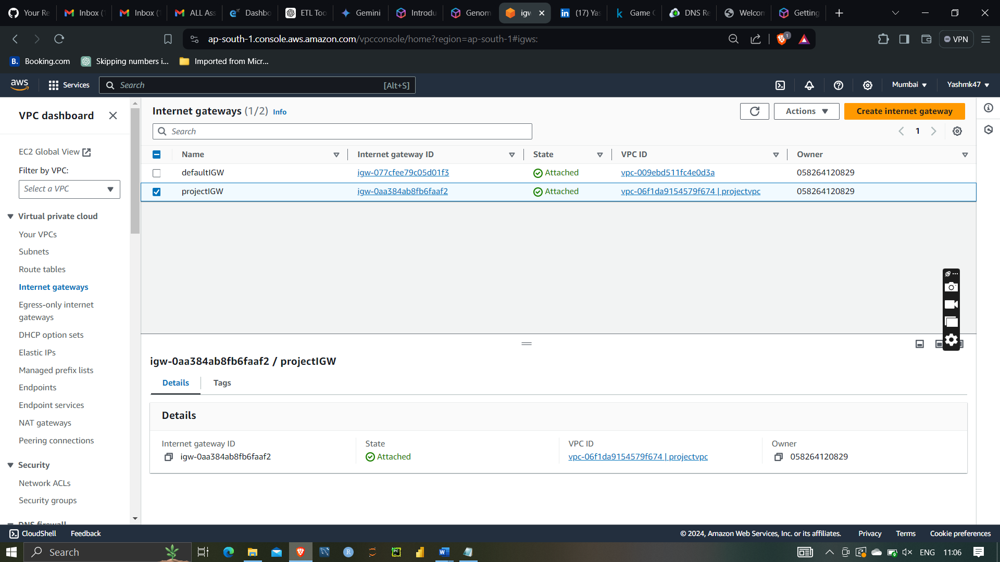 Your Re
Inbox (
Inbox (
ALL Ass
Dashbo
ETL Too
Gemini
Introdu
Genom
igw
(17) Yas
Game C
DNS Re
Welcom
Getting
ap-south-1.console.aws.amazon.com/vpcconsole/home?region=ap-south-1#igws:
1
VPN
B. Booking.com
Skipping numbers i...
Imported from Micr...
aws
Services
Search
[Alt+S]
Mumbai
Yashmk47
VPC dashboard
EC2 Global View
Filter by VPC:
Select a VPC
Virtual private cloud
Your VPCs
Subnets
Route tables
Internet gateways
Egress-only internet
gateways
DHCP option sets
Elastic IPs
Managed prefix lists
Endpoints
Endpoint services
NAT gateways
Peering connections
Security
Network ACLs
Security groups
DNS firewall
Internet gateways (1/2) Info
Actions
Create internet gateway
Search
1
Name Internet gateway ID State VPC ID Owner
defaultIGW igw-077cfee79c05d01f3 Attached vpc-009ebd511fc4e0d3a 058264120829
projectIGW igw-0aa384ab8fb6faaf2 Attached vpc-06f1da9154579f674 | projectvpc 058264120829
igw-0aa384ab8fb6faaf2 / projectIGW
Details
Tags
Details
Internet gateway ID
igw-0aa384ab8fb6faaf2
State
Attached
VPC ID
vpc-06f1da9154579f674 | projectvpc
Owner
058264120829
CloudShell
Feedback
© 2024, Amazon Web Services, Inc. or its affiliates.
Privacy
Terms
Cookie preferences
Search
ENG
11:06